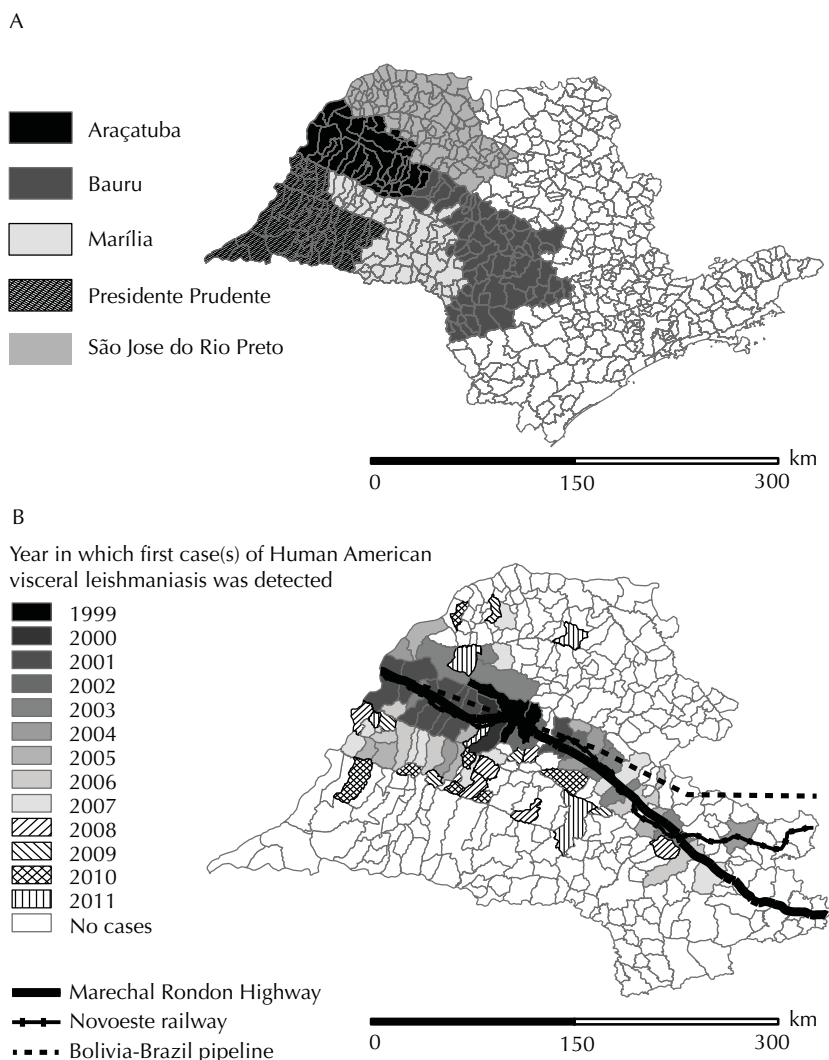 A
Araçatuba
Bauru
Marília
Presidente Prudente
São Jose do Rio Preto
km
0 150 300
B
Year in which first case(s) of Human American
visceral leishmaniasis was detected
1999
2000
2001
2002
2003
2004
2005
2006
2007
2008
2009
2010
2011
No cases
Marechal Rondon Highway
Novoeste railway
Bolivia-Brazil pipeline
km
0 150 300